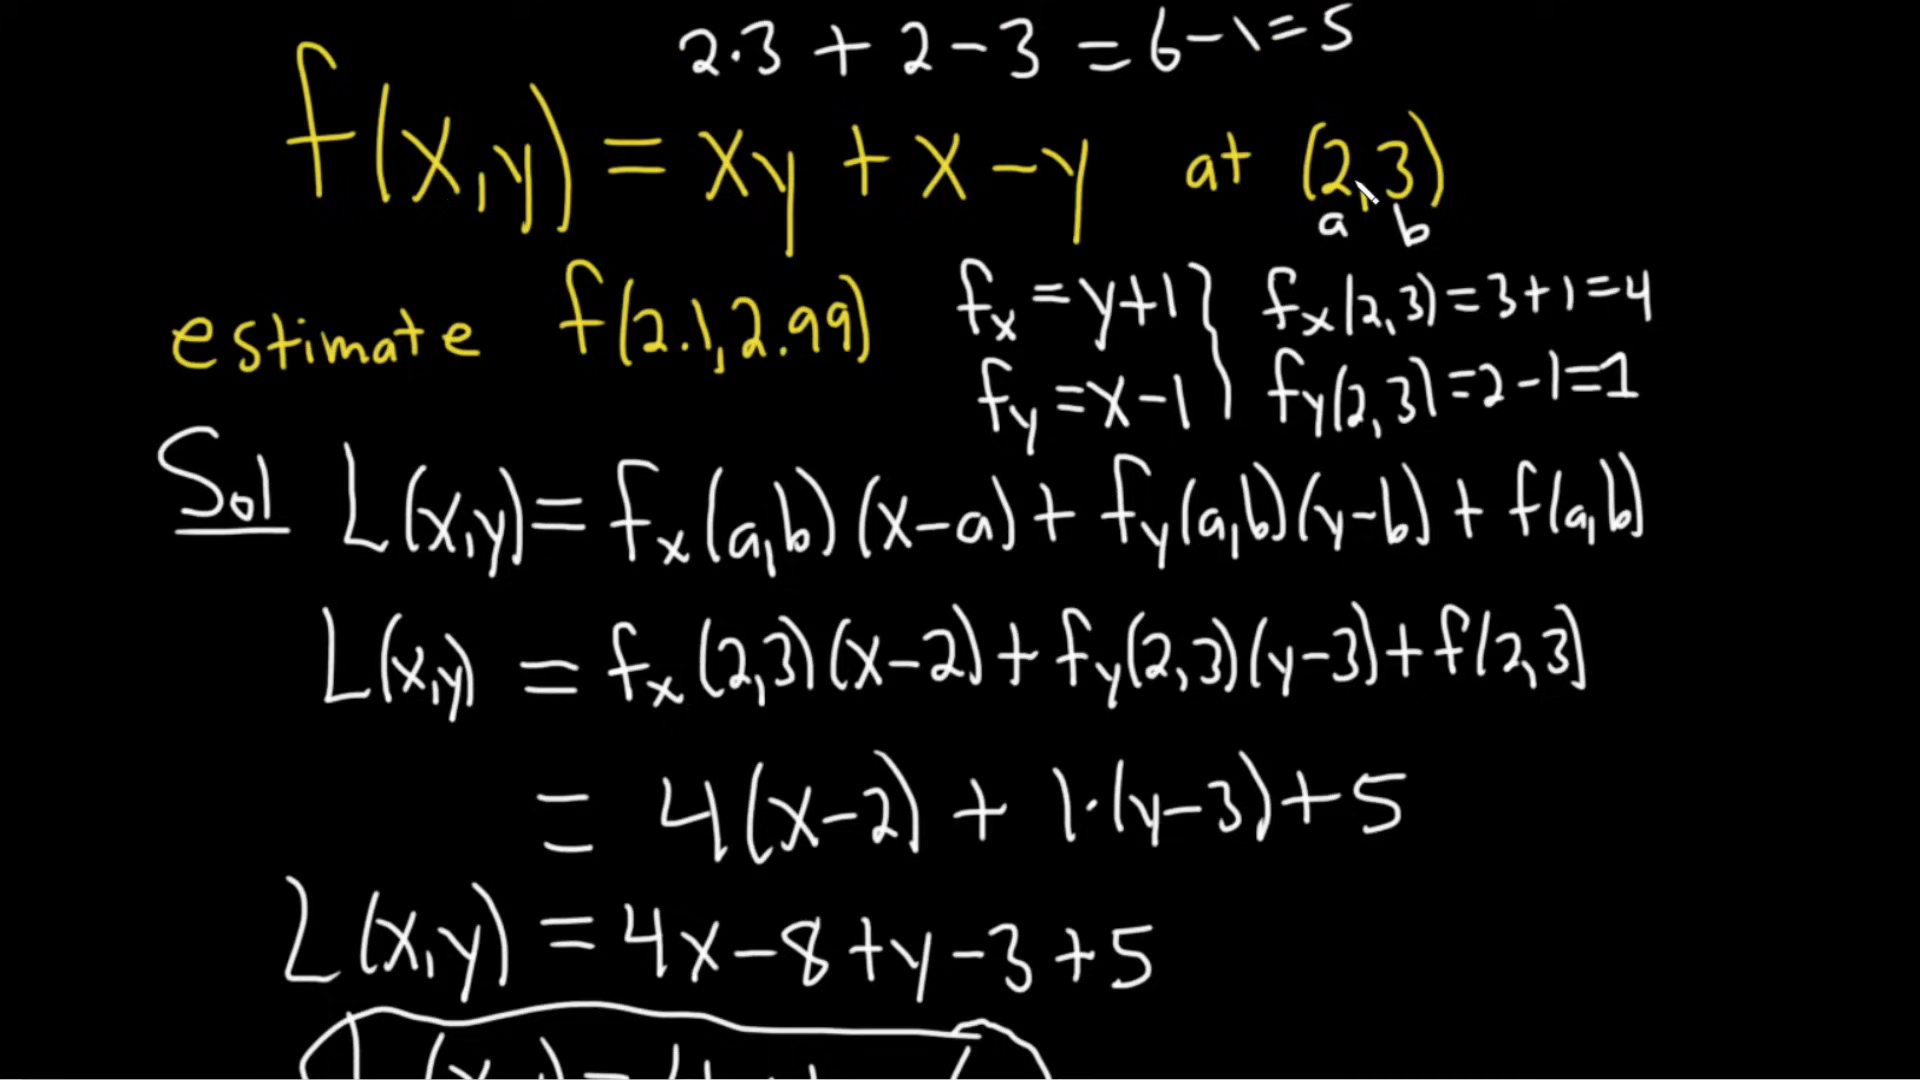 2·3 + 2 - 3 = 6 - 1 = 5
f(x,y) = xy + x - y at (2,3)
a b
estimate f(2.1, 2.99)
fx = y+1 } fx(2,3) = 3+1 = 4
fy = x-1 } fy(2,3) = 2-1 = 1
Sol L(x,y) = fx(a,b)(x-a) + fy(a,b)(y-b) + f(a,b)
L(x,y) = fx(2,3)(x-2) + fy(2,3)(y-3) + f(2,3)
= 4(x-2) + 1·(y-3) + 5
L(x,y) = 4x - 8 + y - 3 + 5